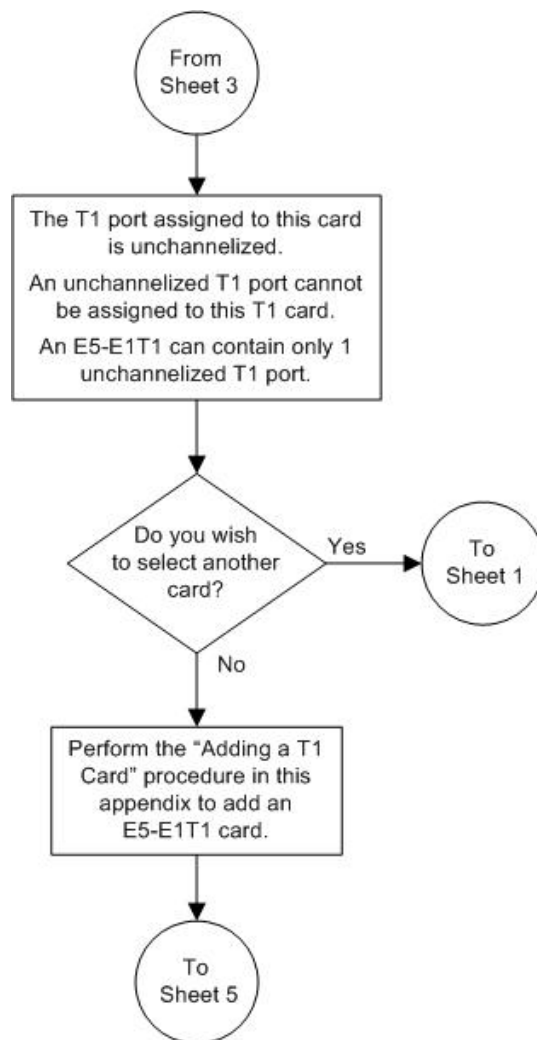 From
Sheet 3
The T1 port assigned to this card
is unchannelized.
An unchannelized T1 port cannot
be assigned to this T1 card.
An E5-E1T1 can contain only 1
unchannelized T1 port.
Do you wish
to select another
card?
Yes
To
Sheet 1
No
Perform the “Adding a T1
Card” procedure in this
appendix to add an
E5-E1T1 card.
To
Sheet 5